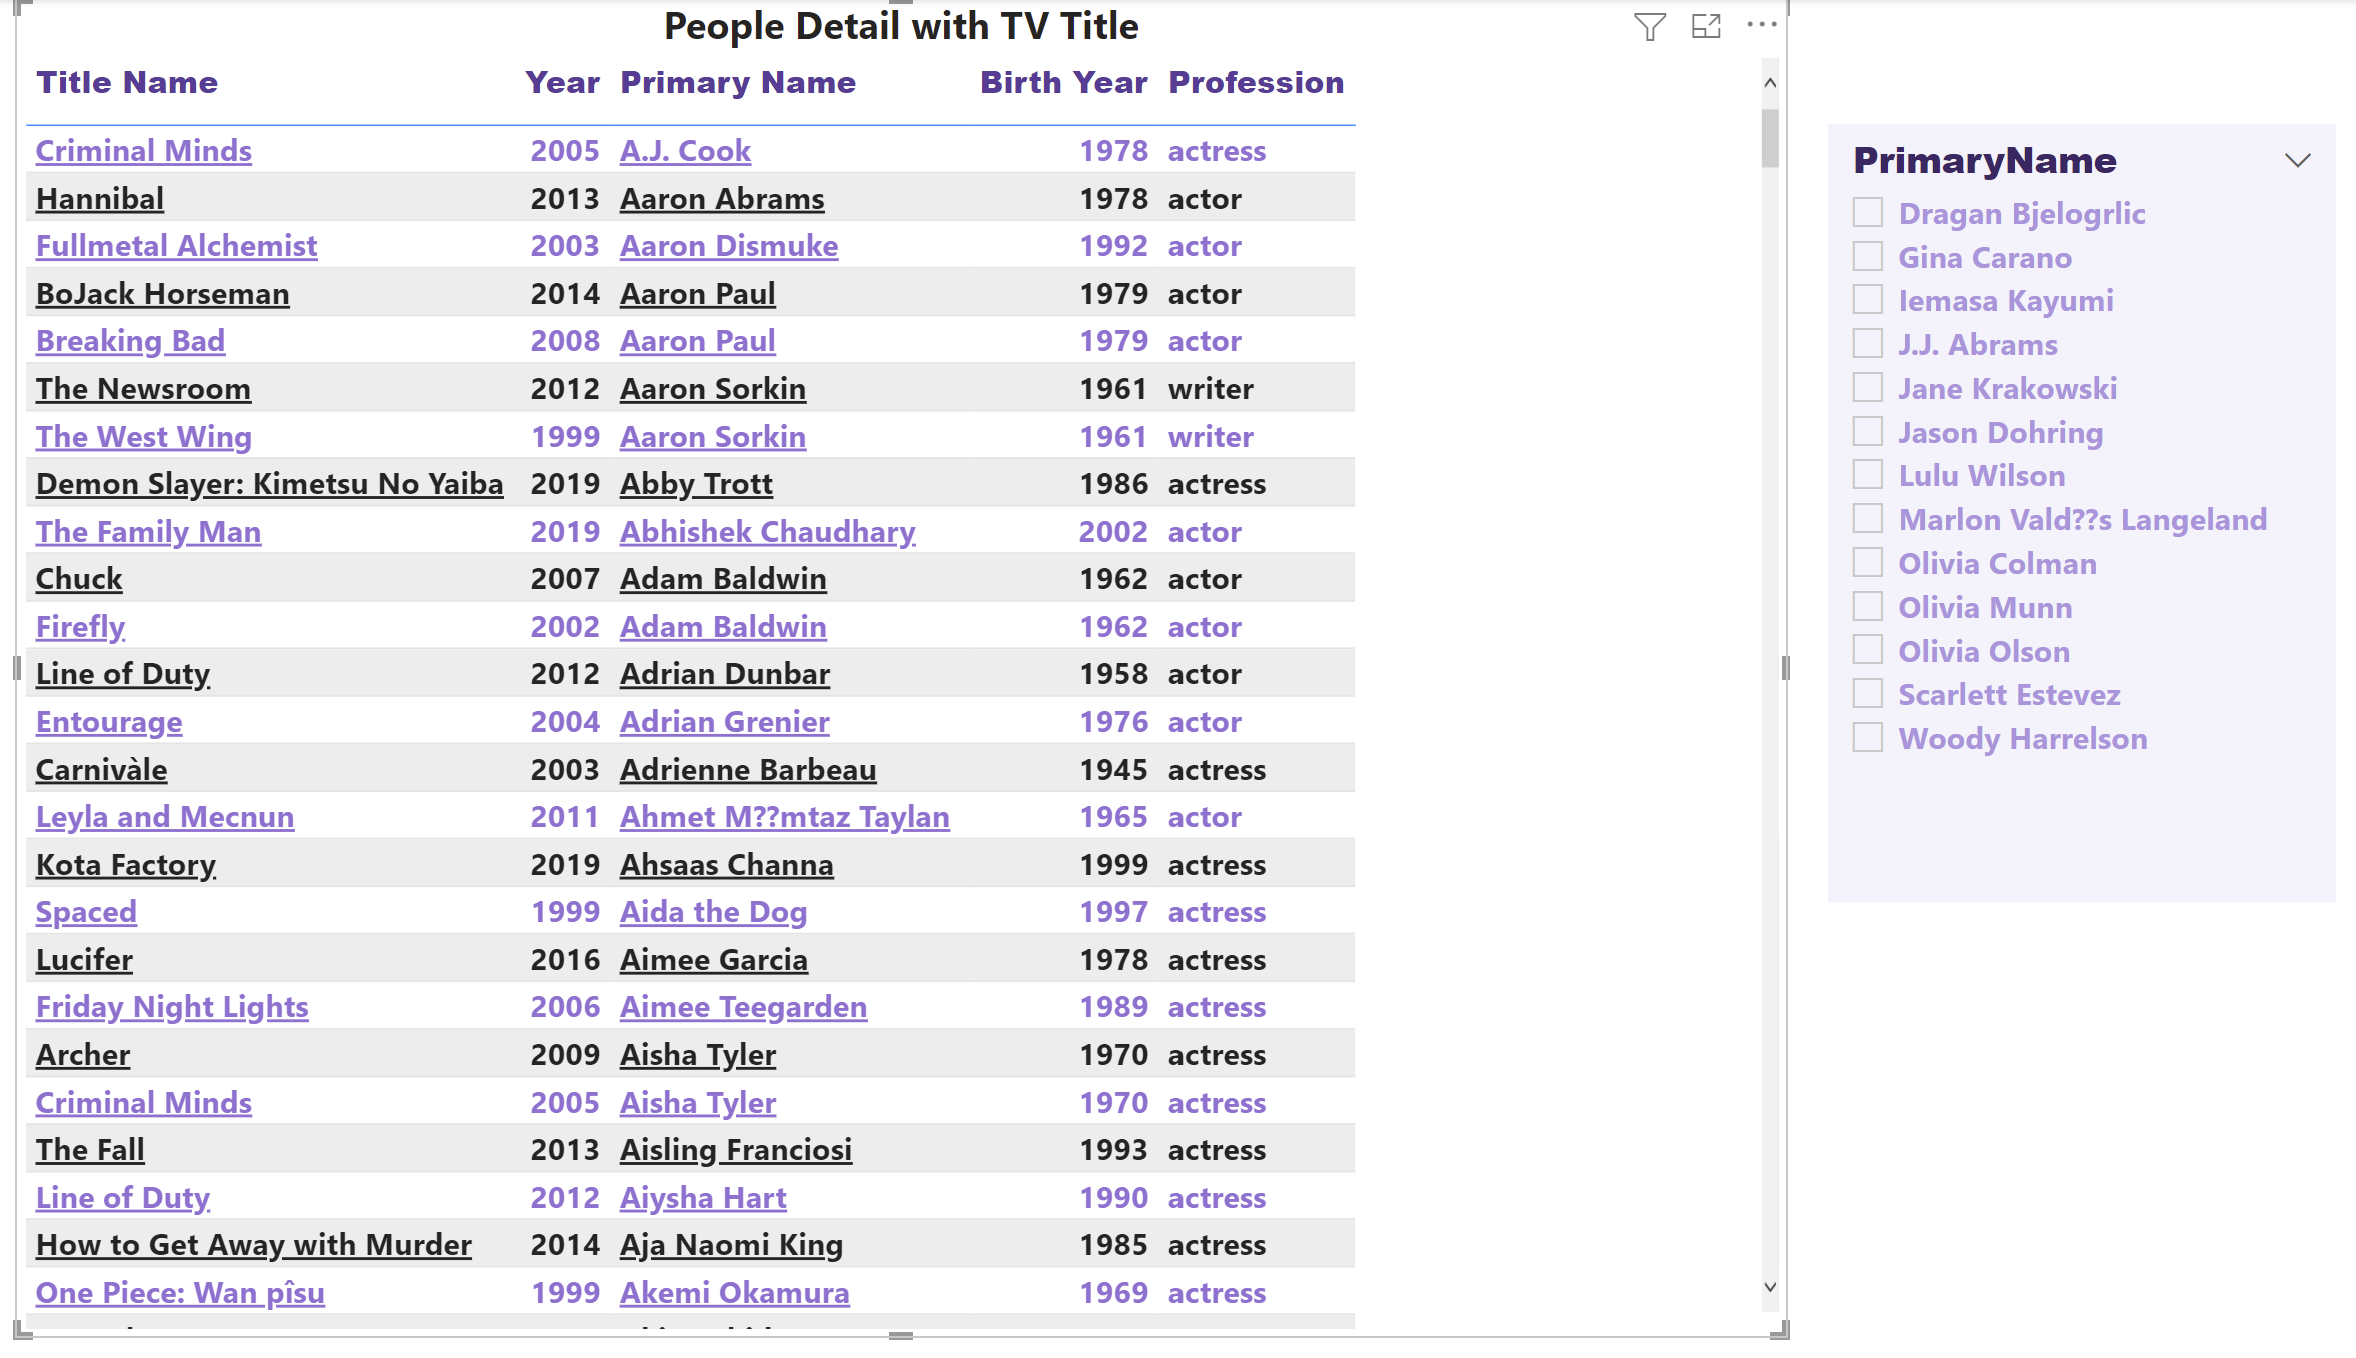 People Detail with TV Title
Title Name Year Primary Name Birth Year Profession
Criminal Minds 2005 A.J. Cook 1978 actress
Hannibal 2013 Aaron Abrams 1978 actor
Fullmetal Alchemist 2003 Aaron Dismuke 1992 actor
BoJack Horseman 2014 Aaron Paul 1979 actor
Breaking Bad 2008 Aaron Paul 1979 actor
The Newsroom 2012 Aaron Sorkin 1961 writer
The West Wing 1999 Aaron Sorkin 1961 writer
Demon Slayer: Kimetsu No Yaiba 2019 Abby Trott 1986 actress
The Family Man 2019 Abhishek Chaudhary 2002 actor
Chuck 2007 Adam Baldwin 1962 actor
Firefly 2002 Adam Baldwin 1962 actor
Line of Duty 2012 Adrian Dunbar 1958 actor
Entourage 2004 Adrian Grenier 1976 actor
Carnivàle 2003 Adrienne Barbeau 1945 actress
Leyla and Mecnun 2011 Ahmet M??mtaz Taylan 1965 actor
Kota Factory 2019 Ahsaas Channa 1999 actress
Spaced 1999 Aida the Dog 1997 actress
Lucifer 2016 Aimee Garcia 1978 actress
Friday Night Lights 2006 Aimee Teegarden 1989 actress
Archer 2009 Aisha Tyler 1970 actress
Criminal Minds 2005 Aisha Tyler 1970 actress
The Fall 2013 Aisling Franciosi 1993 actress
Line of Duty 2012 Aiysha Hart 1990 actress
How to Get Away with Murder 2014 Aja Naomi King 1985 actress
One Piece: Wan pîsu 1999 Akemi Okamura 1969 actress
PrimaryName
Dragan Bjelogrlic
Gina Carano
Iemasa Kayumi
J.J. Abrams
Jane Krakowski
Jason Dohring
Lulu Wilson
Marlon Vald??s Langeland
Olivia Colman
Olivia Munn
Olivia Olson
Scarlett Estevez
Woody Harrelson